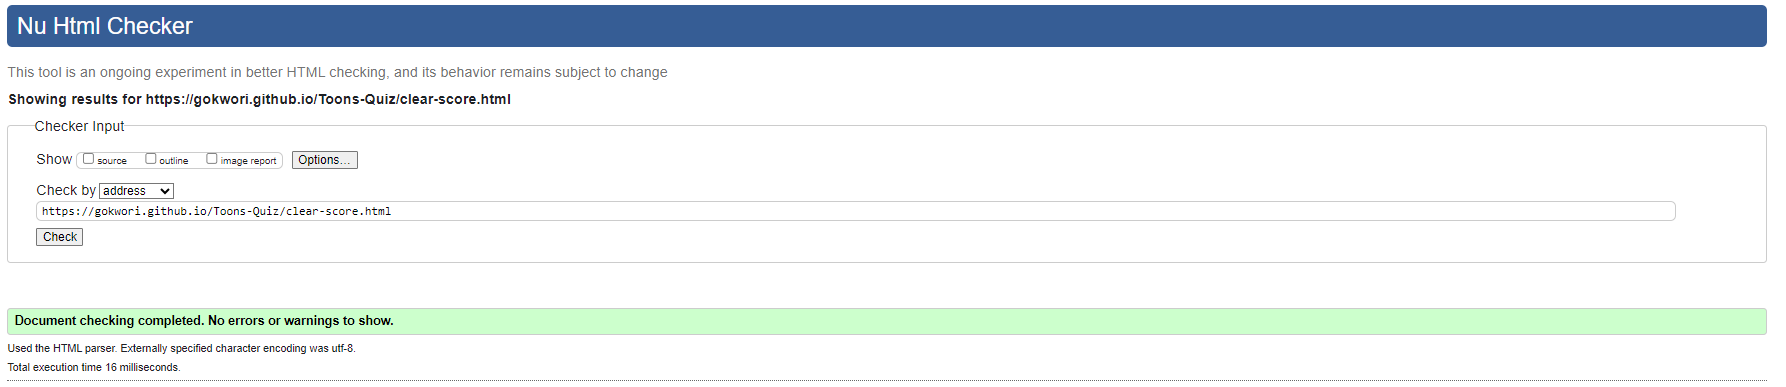 Nu Html Checker
This tool is an ongoing experiment in better HTML checking, and its behavior remains subject to change
Showing results for https://gokwori.github.io/Toons-Quiz/clear-score.html
Checker Input
Show source outline image report Options...
Check by address
https://gokwori.github.io/Toons-Quiz/clear-score.html
Check
Document checking completed. No errors or warnings to show.
Used the HTML parser. Externally specified character encoding was utf-8.
Total execution time 16 milliseconds.